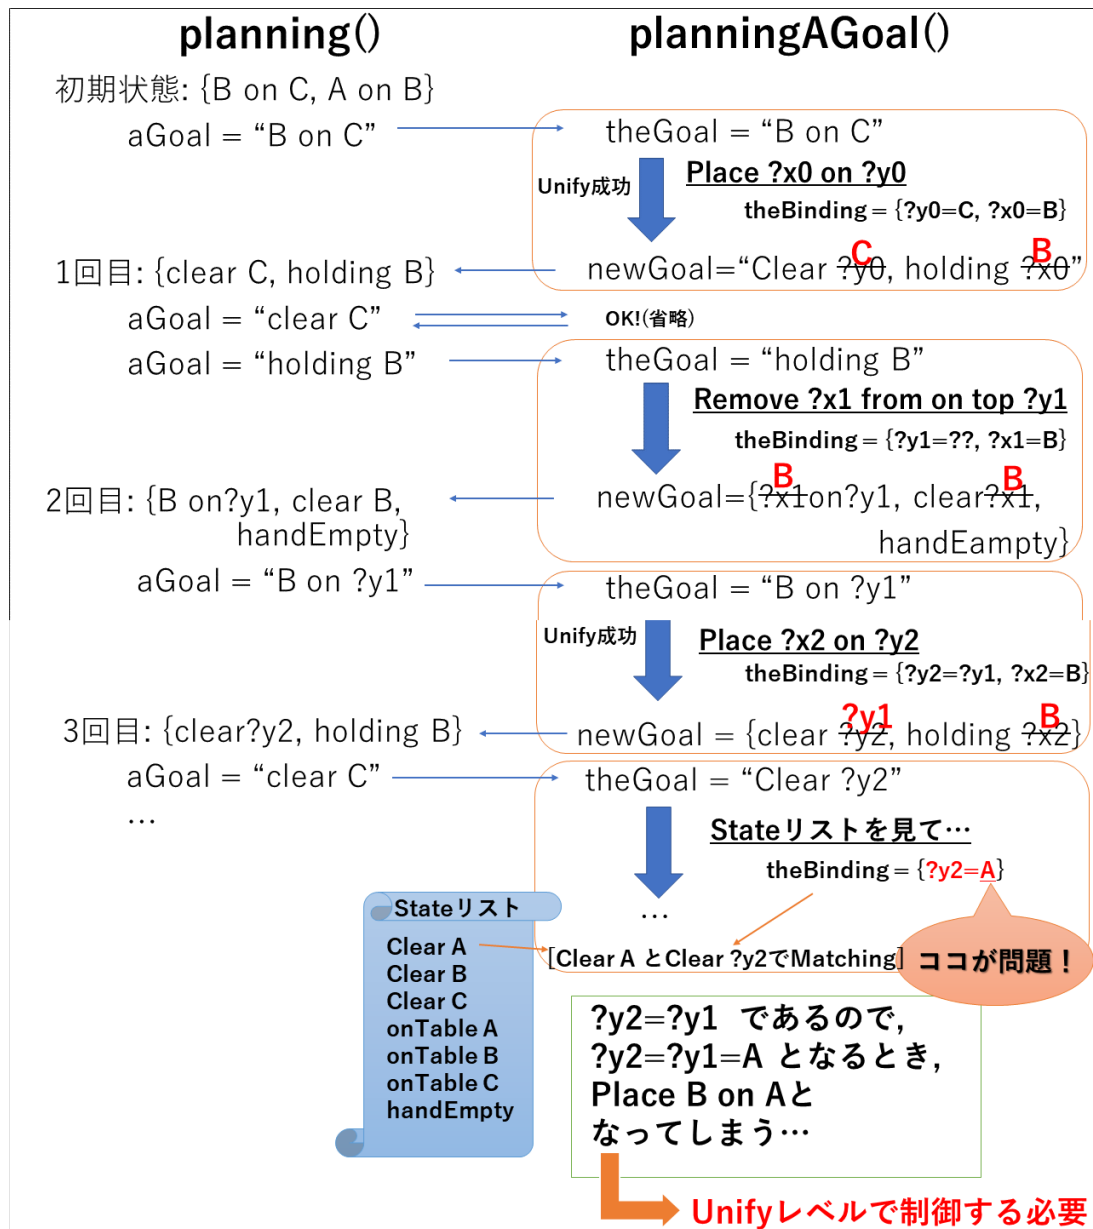 planning()
planningAGoal()
初期状態: {B on C, A on B}
aGoal = “B on C”
theGoal = “B on C”
Unify成功
Place ?x0 on ?y0
theBinding = {?y0=C, ?x0=B}
C
B
1回目: {clear C, holding B}
newGoal=“Clear ?y0, holding ?x0”
aGoal = “clear C”
OK!(省略)
aGoal = “holding B”
theGoal = “holding B”
Remove ?x1 from on top ?y1
theBinding = {?y1=??, ?x1=B}
B
B
2回目: {B on?y1, clear B,
handEmpty}
newGoal={?x1on?y1, clear?x1,
handEampty}
aGoal = “B on ?y1”
theGoal = “B on ?y1”
Unify成功
Place ?x2 on ?y2
theBinding = {?y2=?y1, ?x2=B}
?y1
B
3回目: {clear?y2, holding B}
newGoal = {clear ?y2, holding ?x2}
aGoal = “clear C”
theGoal = “Clear ?y2”
…
Stateリストを見て…
theBinding = {?y2=A}
…
Stateリスト
Clear A
Clear B
Clear C
onTable A
onTable B
onTable C
handEmpty
[Clear A とClear ?y2でMatching]
ココが問題！
?y2=?y1 であるので,
?y2=?y1=A となるとき,
Place B on Aと
なってしまう…
Unifyレベルで制御する必要